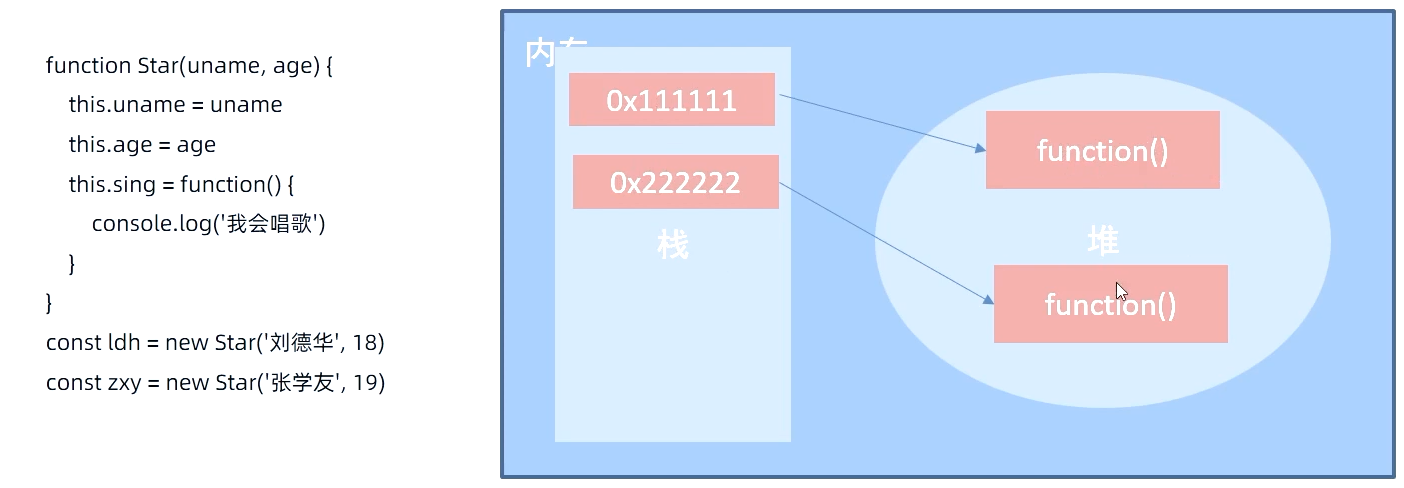 function Star(uname, age) {
this.uname = uname
this.age = age
this.sing = function() {
console.log('我会唱歌')
}
}
const ldh = new Star('刘德华', 18)
const zxy = new Star('张学友', 19)
内存
0x111111
0x222222
栈
function()
堆
function()